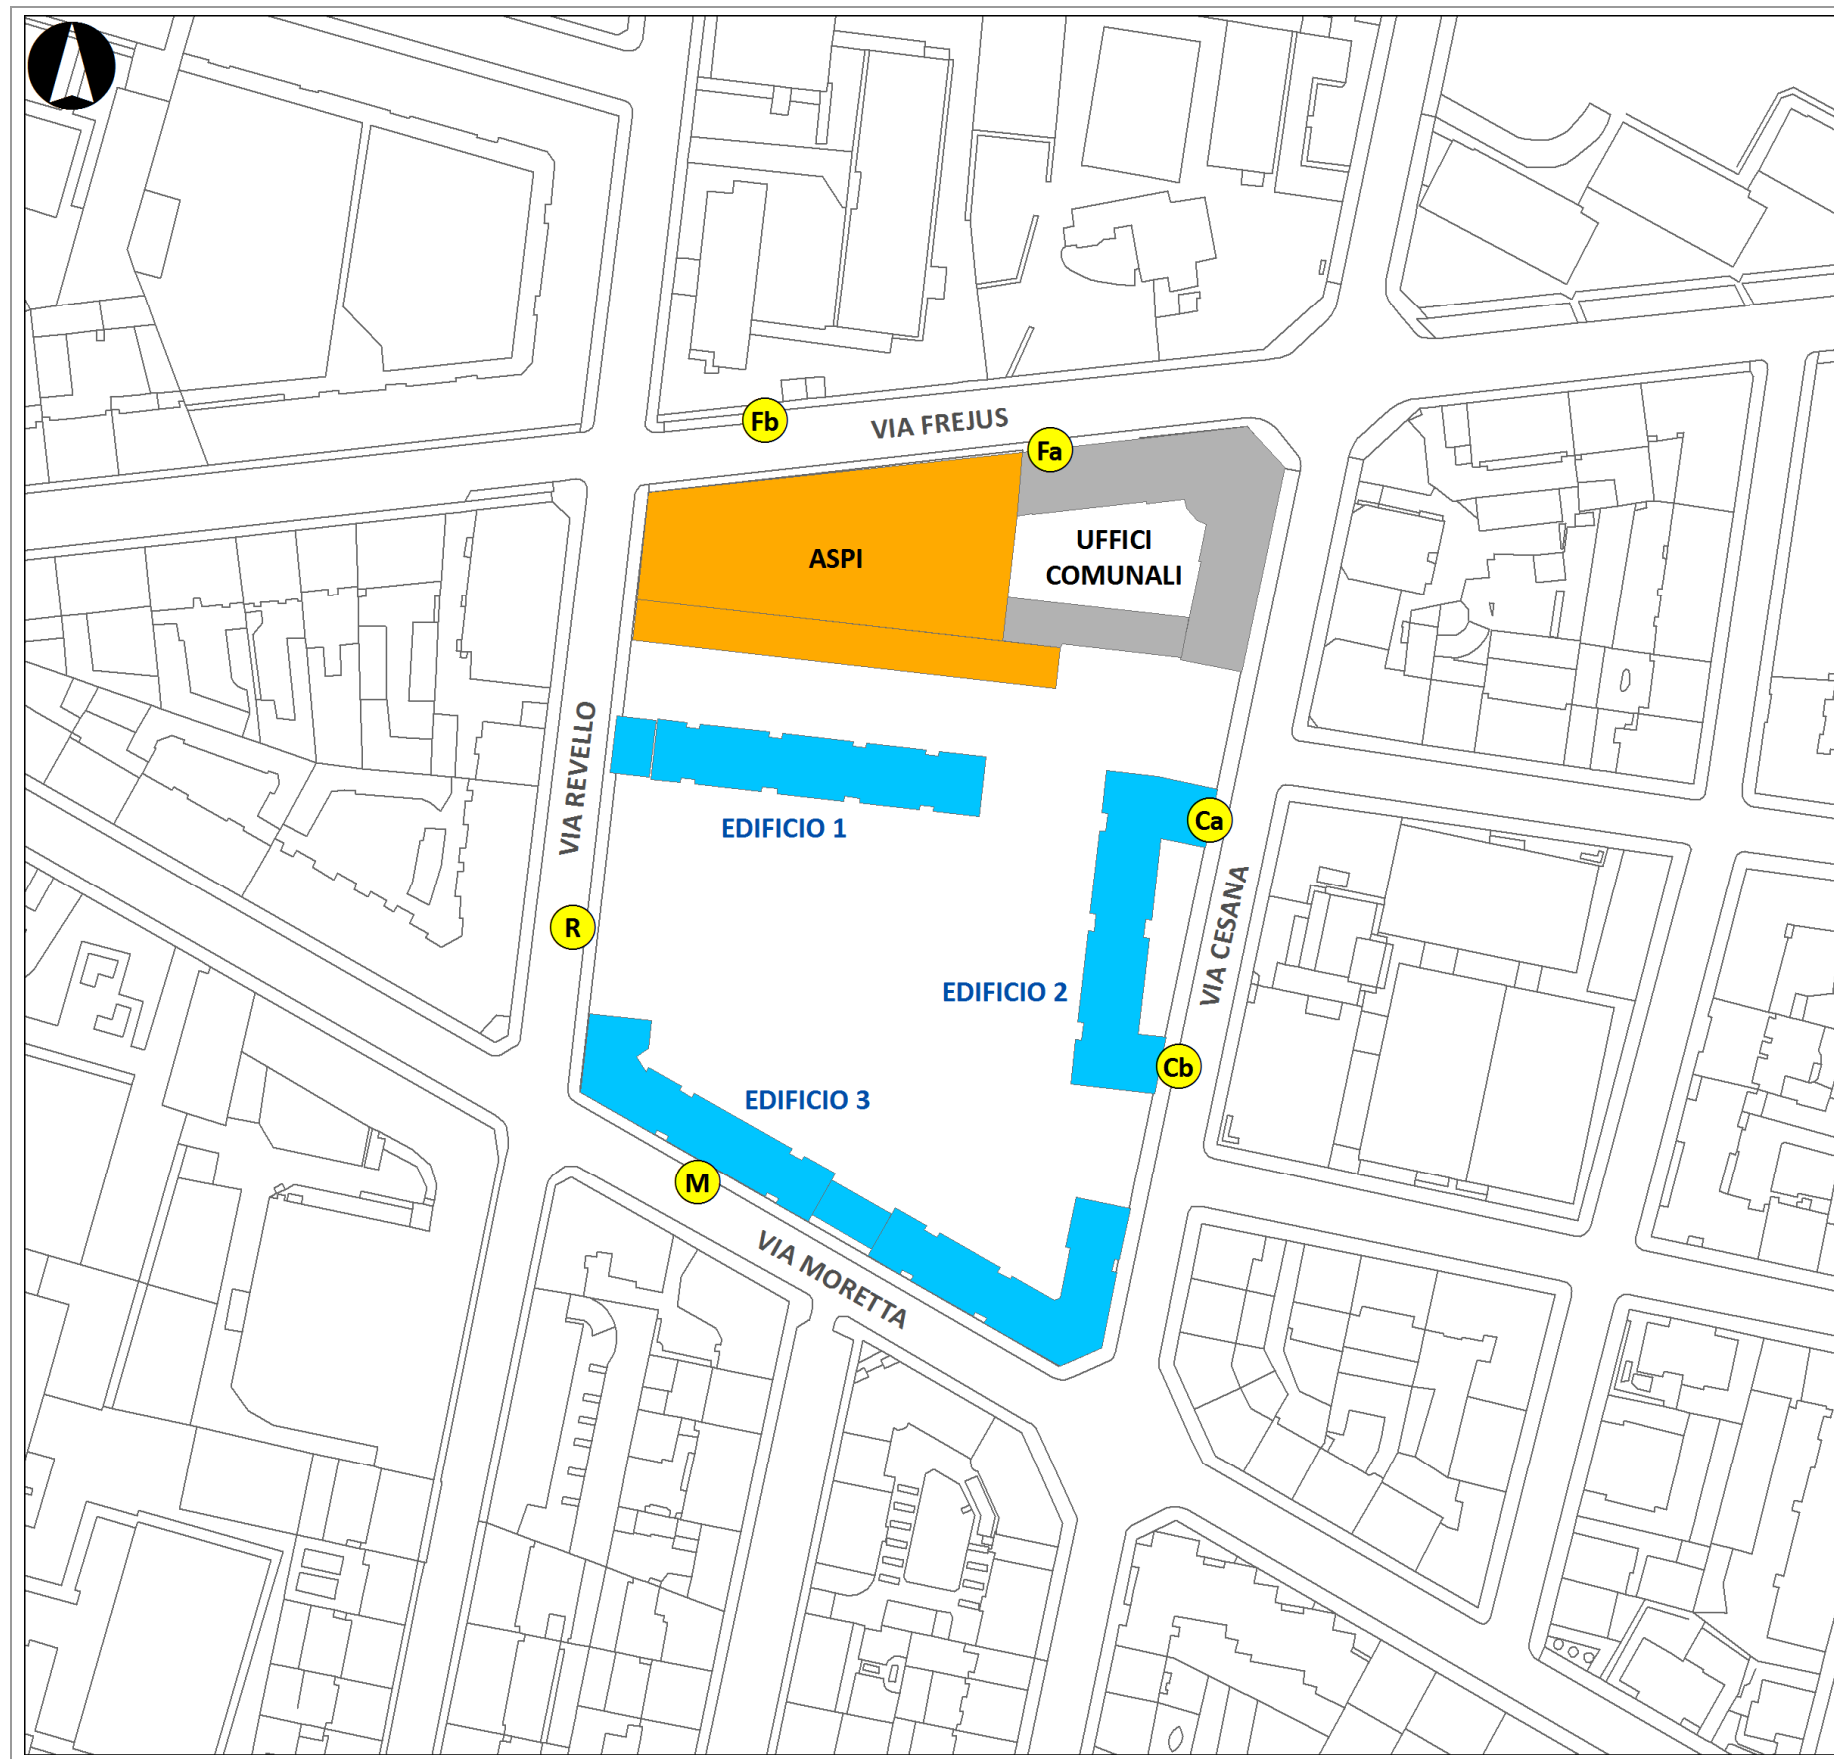 Fb
VIA FREJUS
Fa
ASPI
UFFICI
COMUNALI
VIA REVELLO
EDIFICIO 1
Ca
VIA CESANA
R
EDIFICIO 2
Cb
EDIFICIO 3
M
VIA MORETTA